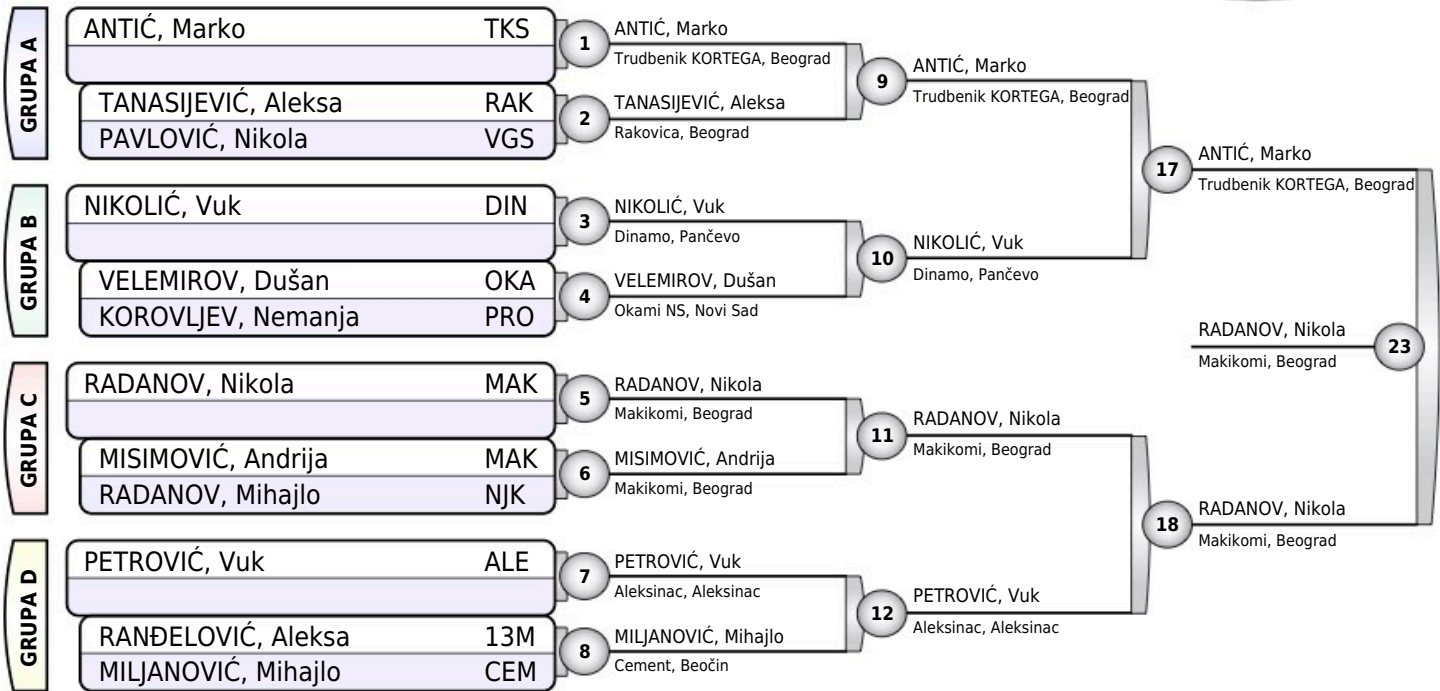 GRUPA A
ANTIĆ, Marko TKS
TANASIJEVIĆ, Aleksa RAK
PAVLOVIĆ, Nikola VGS
GRUPA B
NIKOLIĆ, Vuk DIN
VELEMIROV, Dušan OKA
KOROVLJEV, Nemanja PRO
GRUPA C
RADANOV, Nikola MAK
MISIMOVIĆ, Andrija MAK
RADANOV, Mihajlo NJK
GRUPA D
PETROVIĆ, Vuk ALE
RANĐELOVIĆ, Aleksa 13M
MILJANOVIĆ, Mihajlo CEM
1
ANTIĆ, Marko
Trudbenik KORTEGA, Beograd
2
TANASIJEVIĆ, Aleksa
Rakovica, Beograd
3
NIKOLIĆ, Vuk
Dinamo, Pančevo
4
VELEMIROV, Dušan
Okami NS, Novi Sad
5
RADANOV, Nikola
Makikomi, Beograd
6
MISIMOVIĆ, Andrija
Makikomi, Beograd
7
PETROVIĆ, Vuk
Aleksinac, Aleksinac
8
MILJANOVIĆ, Mihajlo
Cement, Beočin
9
ANTIĆ, Marko
Trudbenik KORTEGA, Beograd
10
NIKOLIĆ, Vuk
Dinamo, Pančevo
11
RADANOV, Nikola
Makikomi, Beograd
12
PETROVIĆ, Vuk
Aleksinac, Aleksinac
17
ANTIĆ, Marko
Trudbenik KORTEGA, Beograd
18
RADANOV, Nikola
Makikomi, Beograd
RADANOV, Nikola
Makikomi, Beograd
23